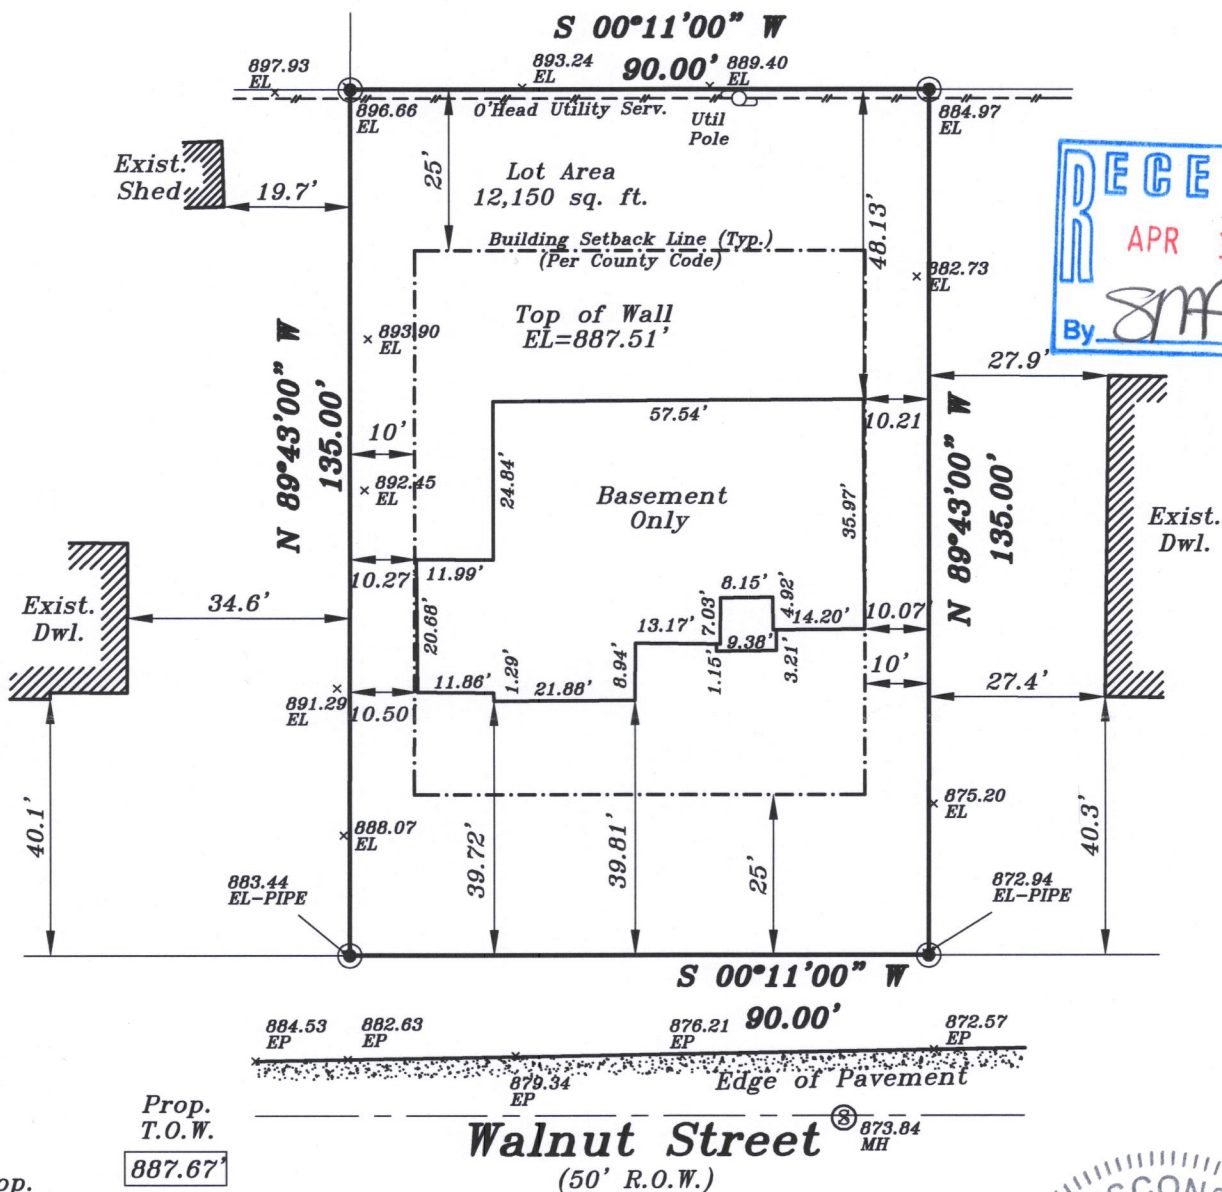 S 00°11'00" W
90.00'
897.93
EL
893.24
EL
889.40
EL
896.66
EL
O'Head Utility Serv.
Util
Pole
884.97
EL
Exist.
Shed
19.7'
25'
Lot Area
12,150 sq. ft.
48.13'
RECE
APR
By
Building Setback Line (Typ.)
(Per County Code)
882.73
EL
Top of Wall
EL=887.51'
893.90
EL
N 89°43'00" W
135.00'
27.9'
57.54'
10.21
10'
24.84'
892.45
EL
Basement
Only
35.97'
N 89°43'00" W
135.00'
Exist.
Dwl.
10.27'
11.99'
8.15'
4.92'
Exist.
Dwl.
34.6'
20.68'
13.17'
7.03'
14.20'
10.07'
9.38'
1.15'
3.21'
10'
11.86'
1.29'
21.88'
8.94'
27.4'
891.29
EL
10.50'
40.1'
888.07
EL
39.72'
39.81'
25'
875.20
EL
40.3'
883.44
EL-PIPE
872.94
EL-PIPE
S 00°11'00" W
90.00'
884.53
EP
882.63
EP
876.21
EP
872.57
EP
879.34
EP
Edge of Pavement
Prop.
T.O.W.
887.67'
Walnut Street
(50' R.O.W.)
S
873.84
MH
op.
SCONS